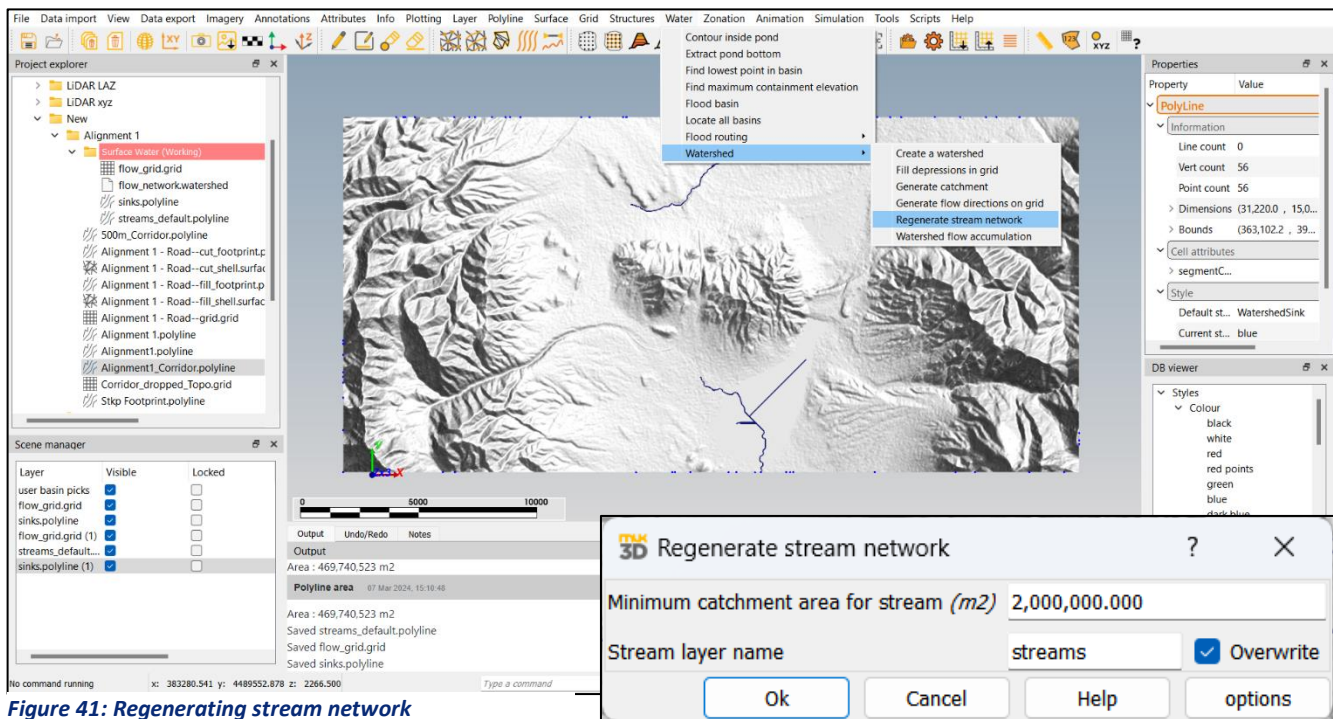 File Data import View Data export Imagery Annotations Attributes Info Plotting Layer Polyline Surface Grid Structures Water Zonation Animation Simulation Tools Scripts Help
Project explorer
LiDAR LAZ
LiDAR xyz
New
Alignment 1
Surface Water (Working)
flow_grid.grid
flow_network.watershed
sinks.polyline
streams_default.polyline
500m_Corridor.polyline
Alignment 1 - Road--cut_footprint.p
Alignment 1 - Road--cut_shell.surfac
Alignment 1 - Road--fill_footprint.p
Alignment 1 - Road--fill_shell.surfac
Alignment 1 - Road--grid.grid
Alignment 1.polyline
Alignment1.polyline
Alignment1_Corridor.polyline
Corridor_dropped_Topo.grid
Stkp Footprint.polyline
Scene manager
Layer Visible Locked
user basin picks
flow_grid.grid
sinks.polyline
flow_grid.grid (1)
streams_default....
sinks.polyline (1)
Contour inside pond
Extract pond bottom
Find lowest point in basin
Find maximum containment elevation
Flood basin
Locate all basins
Flood routing
Watershed
Create a watershed
Fill depressions in grid
Generate catchment
Generate flow directions on grid
Regenerate stream network
Watershed flow accumulation
0 5000 10000
Output Undo/Redo Notes
Output
Area : 469,740,523 m2
Polyline area 07 Mar 2024, 15:10:48
Area : 469,740,523 m2
Saved streams_default.polyline
Saved flow_grid.grid
Saved sinks.polyline
No command running x: 383280.541 y: 4489552.878 z: 2266.500 Type a command
Properties
Property Value
PolyLine
Information
Line count 0
Vert count 56
Point count 56
Dimensions (31,220.0 , 15,0...
Bounds (363,102.2 , 39...
Cell attributes
segmentC...
Style
Default st... WatershedSink
Current st... blue
DB viewer
Styles
Colour
black
white
red
red points
green
blue
dark blue
3D Regenerate stream network ? X
Minimum catchment area for stream (m2) 2,000,000.000
Stream layer name streams Overwrite
Ok Cancel Help options
Figure 41: Regenerating stream network